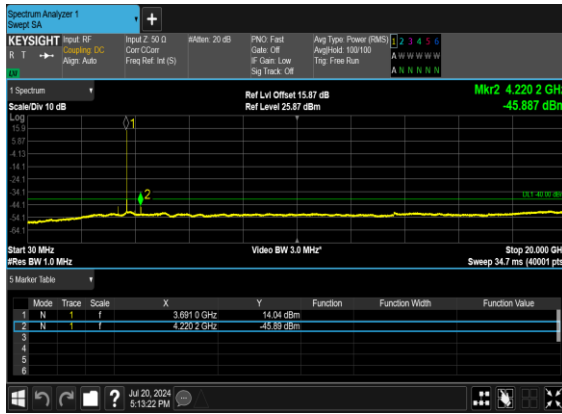 Spectrum Analyzer 1
Swept SA
+
KEYSIGHT Input: RF Input Z: 50 Ω #Atten: 20 dB PNO: Fast Avg Type: Power (RMS) 1 2 3 4 5 6
R T Coupling: DC Corr CCorr Gate: Off Avg|Hold: 100/100 A W W W W W
Align: Auto Freq Ref: Int (S) IF Gain: Low Trig: Free Run
Sig Track: Off A N N N N N
1 Spectrum Ref Lvl Offset 15.87 dB Mkr2 4.220 2 GHz
Scale/Div 10 dB Ref Level 25.87 dBm -45.887 dBm
Log
15.9
5.87
-4.13
-14.1
-24.1
-34.1
-44.1
-54.1
-64.1
1
2
Start 30 MHz Video BW 3.0 MHz* Stop 20.000 GH
#Res BW 1.0 MHz Sweep 34.7 ms (40001 pts
5 Marker Table
Mode Trace Scale X Y Function Function Width Function Value
1 N 1 f 3.691 0 GHz 14.04 dBm
2 N 1 f 4.220 2 GHz -45.89 dBm
3
4
5
6
? Jul 20, 2024
5:13:22 PM